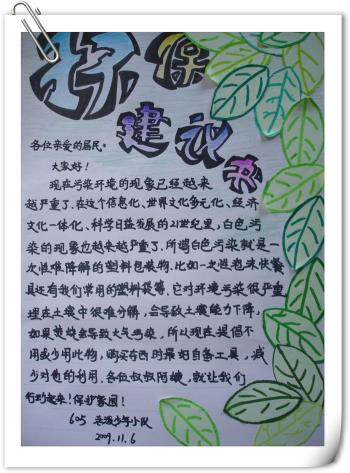 环保
建议书
各位亲爱的居民。
大家好！
现在污染环境的现象已经越来
越严重了.在这个信息化、世界文化多元化、经济
文化一体化、科学日益发展的21世纪里，白色污
染的现象也越来越严重了.所谓白色污染就是一
次性难降解的塑料包装物.比如一次性泡沫快餐
具还有我们常用的塑料袋等.它对环境污染很严重
埋在土壤中很难分解，会导致土壤能力下降，
如果焚烧会导致大气污染，所以现在提倡不
用或少用此物，购买东西时最好自备工具，减
少对它的利用.各位叔叔阿姨，就让我们
行动起来！保护家园！
605 少年小队
2009.11.6